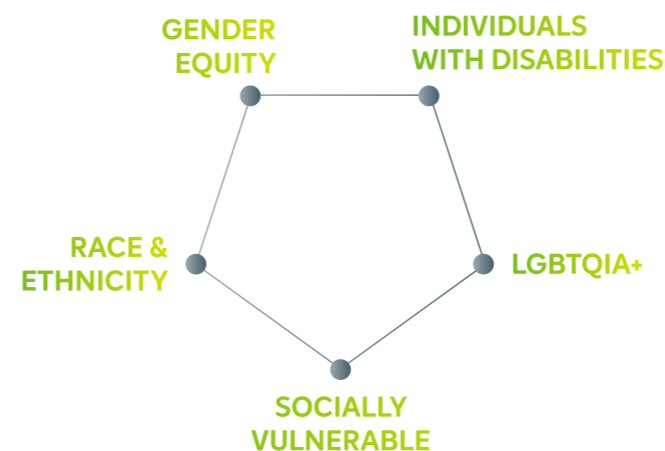 GENDER
EQUITY
INDIVIDUALS
WITH DISABILITIES
RACE &
ETHNICITY
LGBTQIA+
SOCIALLY
VULNERABLE